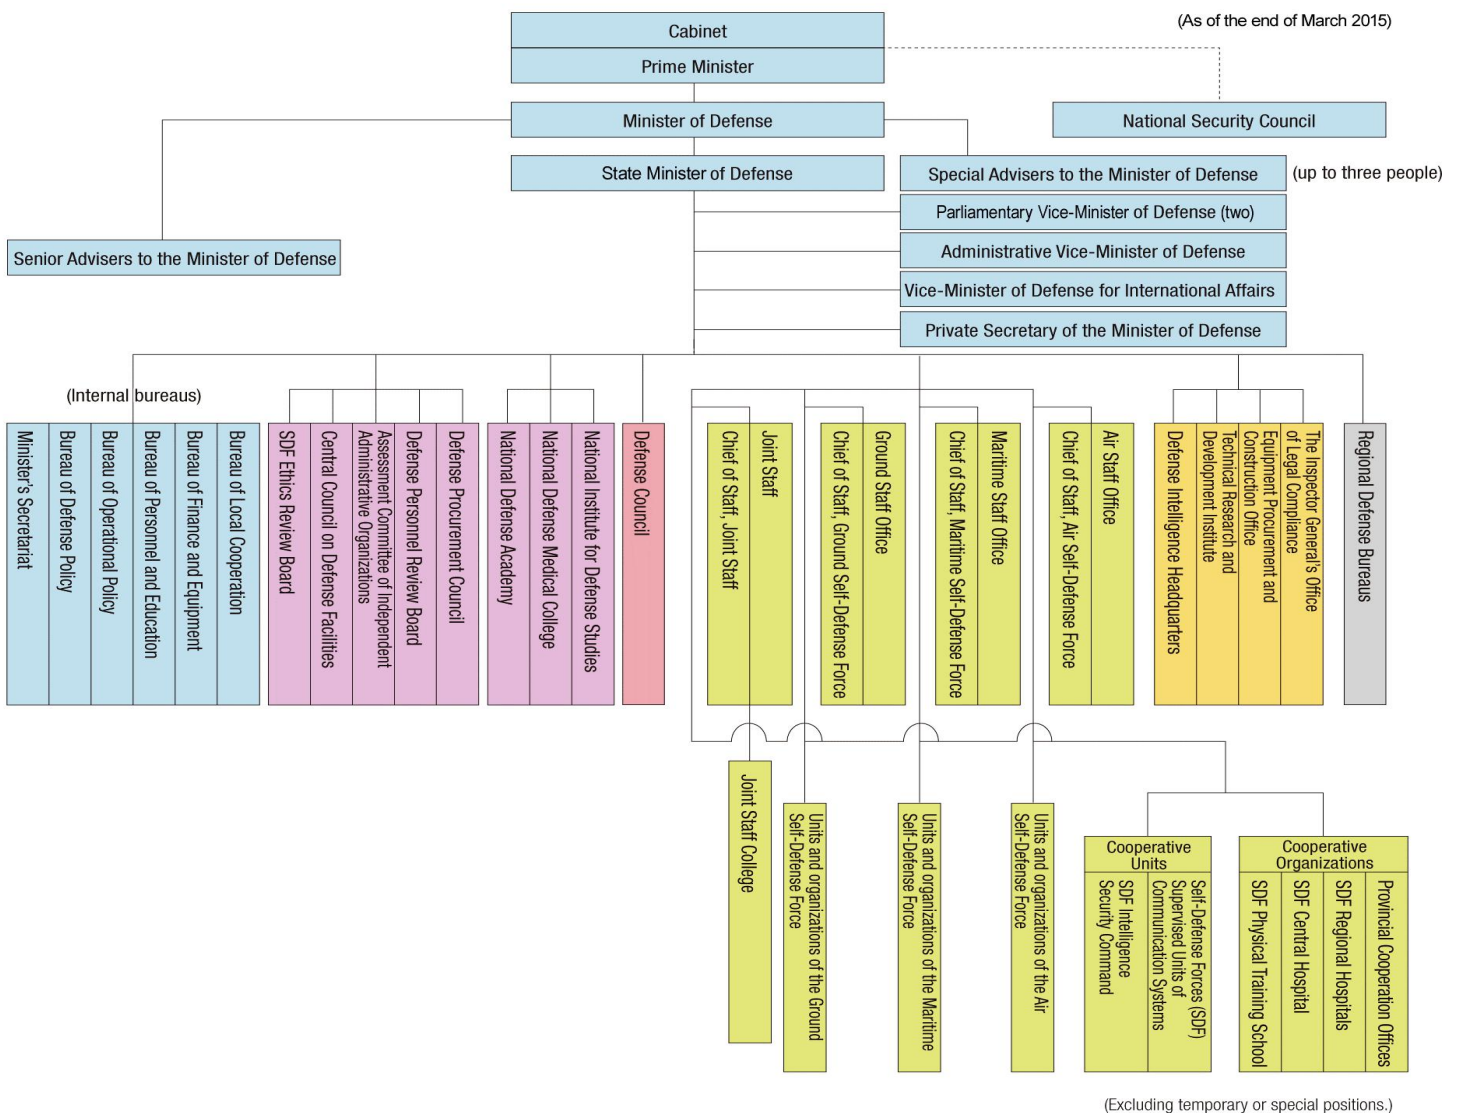 (As of the end of March 2015)
Cabinet
Prime Minister
Minister of Defense
National Security Council
State Minister of Defense
Special Advisers to the Minister of Defense
(up to three people)
Parliamentary Vice-Minister of Defense (two)
Administrative Vice-Minister of Defense
Senior Advisers to the Minister of Defense
Vice-Minister of Defense for International Affairs
Private Secretary of the Minister of Defense
(Internal bureaus)
Minister's Secretariat
Bureau of Defense Policy
Bureau of Operational Policy
Bureau of Personnel and Education
Bureau of Finance and Equipment
Bureau of Local Cooperation
SDF Ethics Review Board
Central Council on Defense Facilities
Assessment Committee of Independent
Administrative Organizations
Defense Personnel Review Board
Defense Procurement Council
National Defense Academy
National Defense Medical College
National Institute for Defense Studies
Defense Council
Chief of Staff, Joint Staff
Joint Staff
Chief of Staff, Ground Self-Defense Force
Ground Staff Office
Chief of Staff, Maritime Self-Defense Force
Maritime Staff Office
Chief of Staff, Air Self-Defense Force
Air Staff Office
Defense Intelligence Headquarters
Technical Research and
Development Institute
Equipment Procurement and
Construction Office
The Inspector General's Office
of Legal Compliance
Regional Defense Bureaus
Joint Staff College
Units and organizations of the Ground
Self-Defense Force
Units and organizations of the Maritime
Self-Defense Force
Units and organizations of the Air
Self-Defense Force
Cooperative
Units
SDF Intelligence
Security Command
Self-Defense Forces (SDF)
Supervised Units of
Communication Systems
Cooperative
Organizations
SDF Physical Training School
SDF Central Hospital
SDF Regional Hospitals
Provincial Cooperation Offices
(Excluding temporary or special positions.)